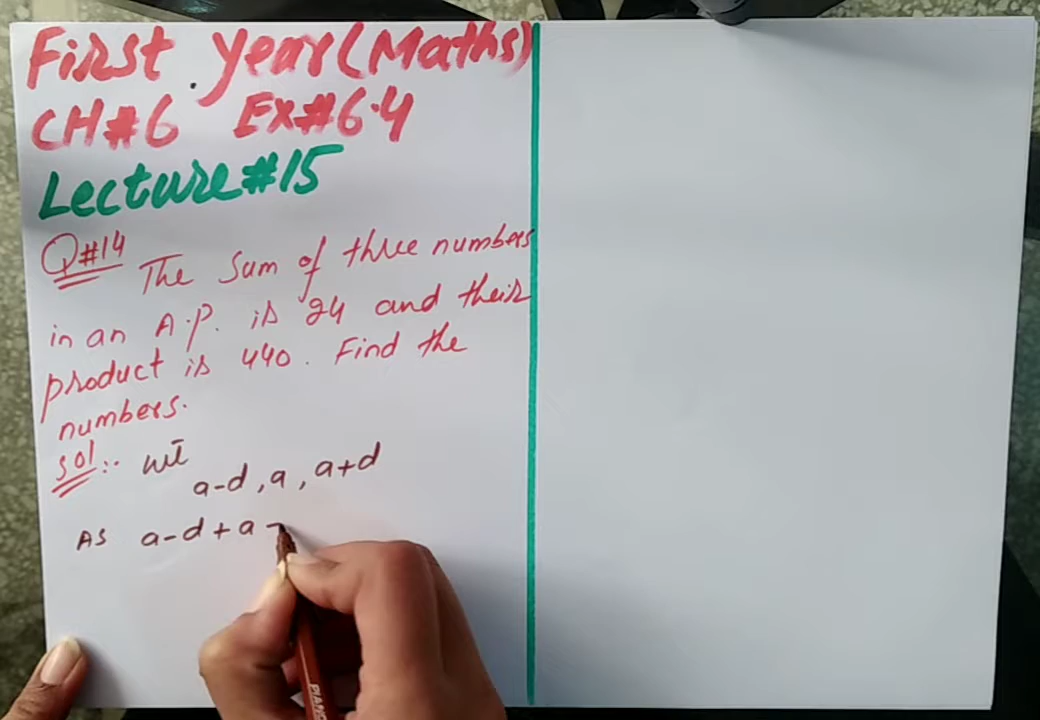 First year (Maths)
CH#6 EX#6.4
Lecture#15
Q#14 The Sum of three numbers
in an A.P. is 24 and their
product is 440. Find the
numbers.
Sol:-
a-d, a, a+d
As a-d+a